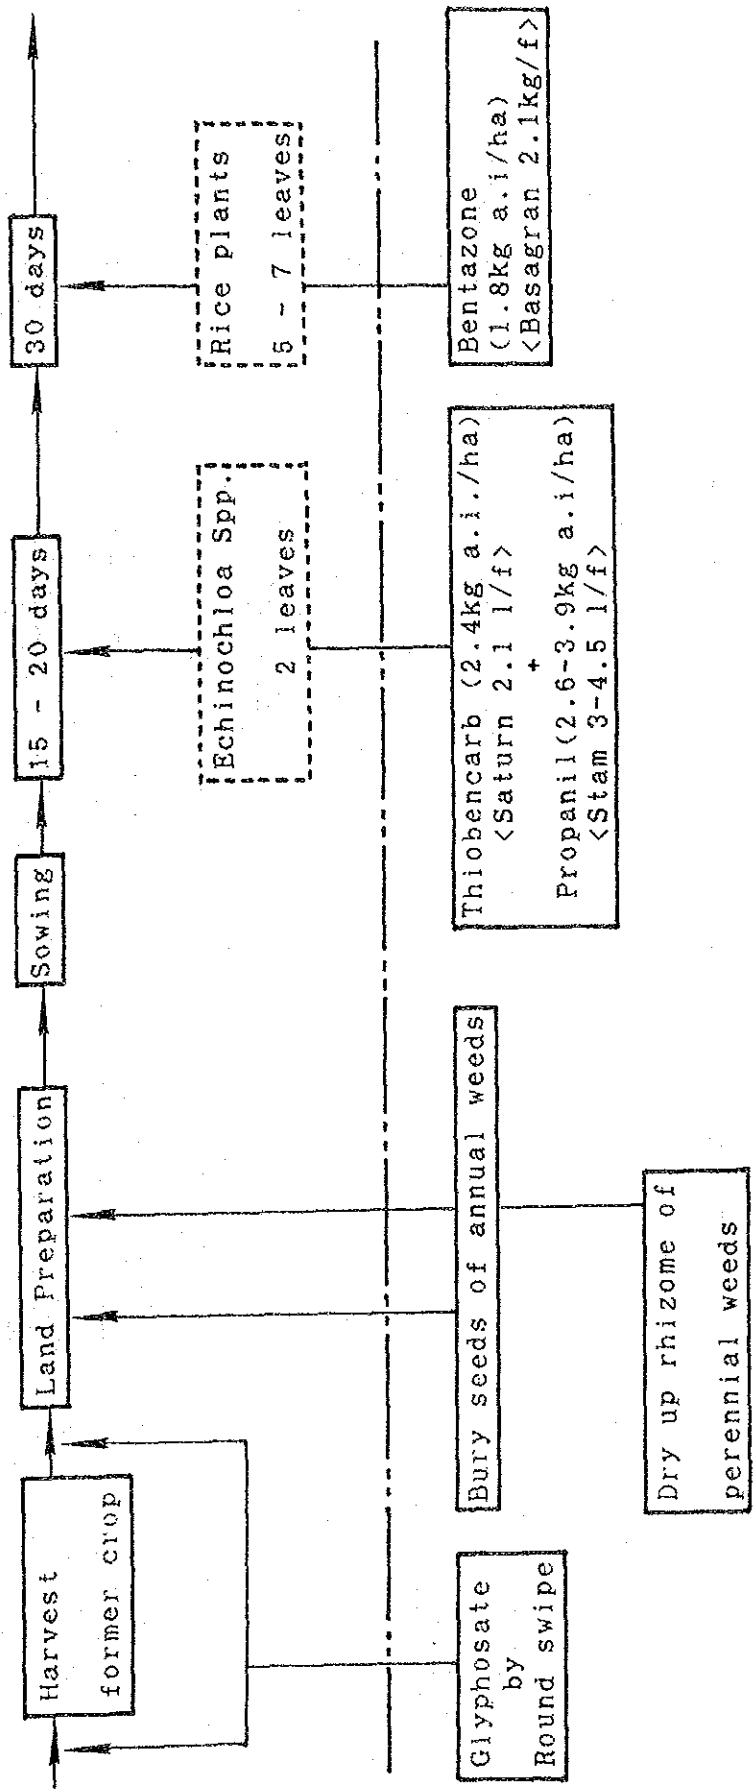 Harvest
former crop
Land Preparation
Sowing
15 - 20 days
30 days
Echinochloa Spp.
2 leaves
Rice plants
5 - 7 leaves
Glyphosate
by
Round swipe
Bury seeds of annual weeds
Dry up rhizome of
perennial weeds
Thiobencarb (2.4kg a.i./ha)
<Saturn 2.1 l/f>
+
Propanil(2.6-3.9kg a.i/ha)
<Stam 3-4.5 l/f>
Bentazone
(1.8kg a.i/ha)
<Basagran 2.1kg/f>